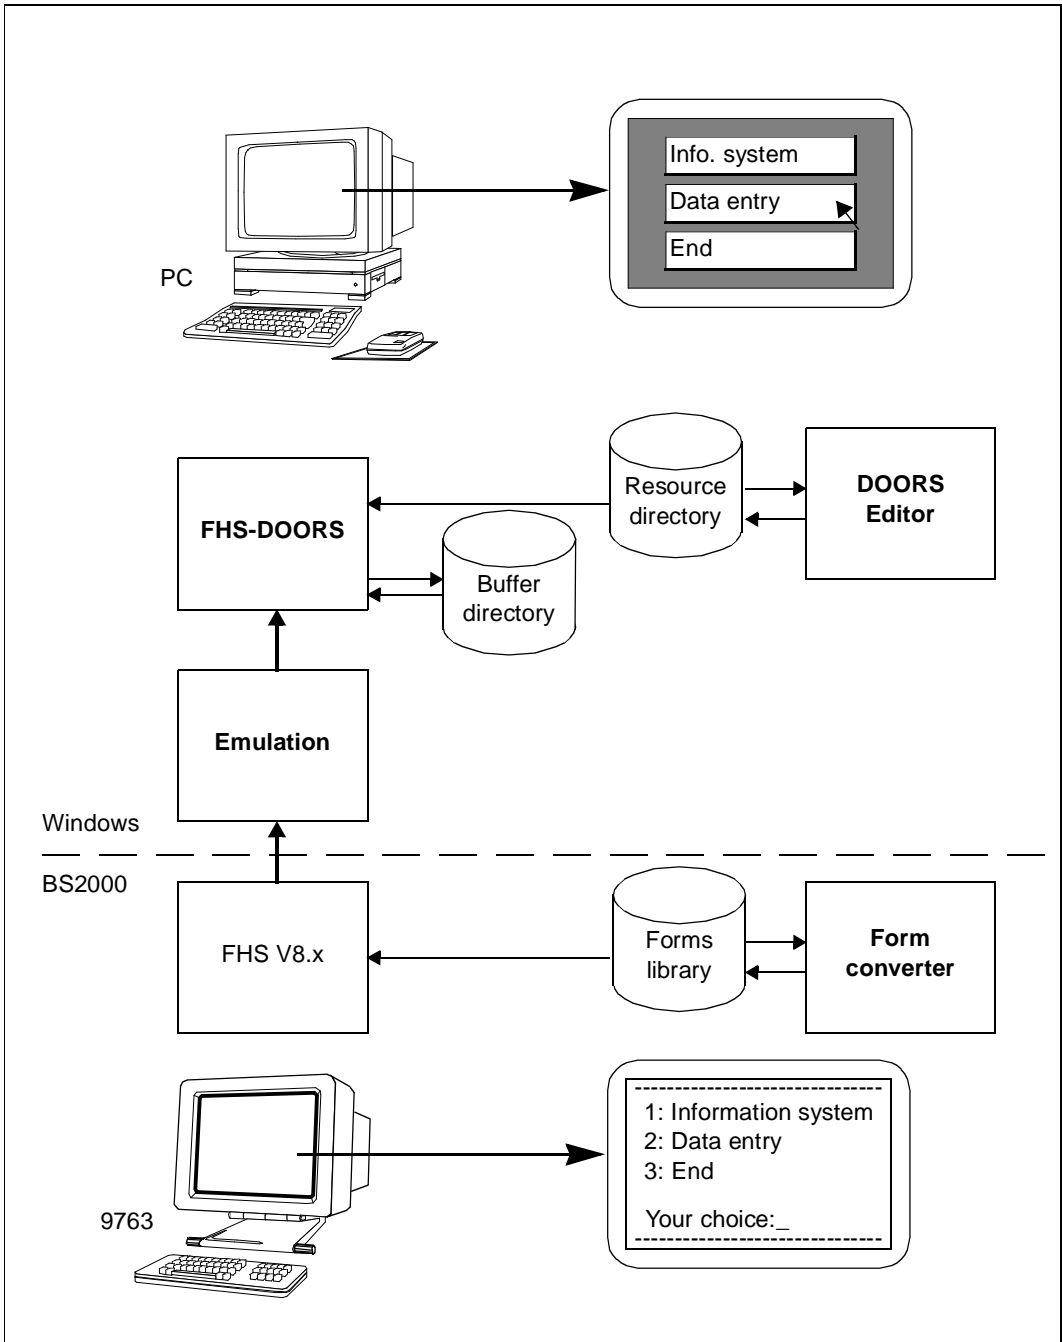 Info. system
Data entry
End
PC
Resource
directory
DOORS
Editor
FHS-DOORS
Buffer
directory
Emulation
Windows
BS2000
FHS V8.x
Forms
library
Form
converter
1: Information system
2: Data entry
3: End
Your choice:_
9763